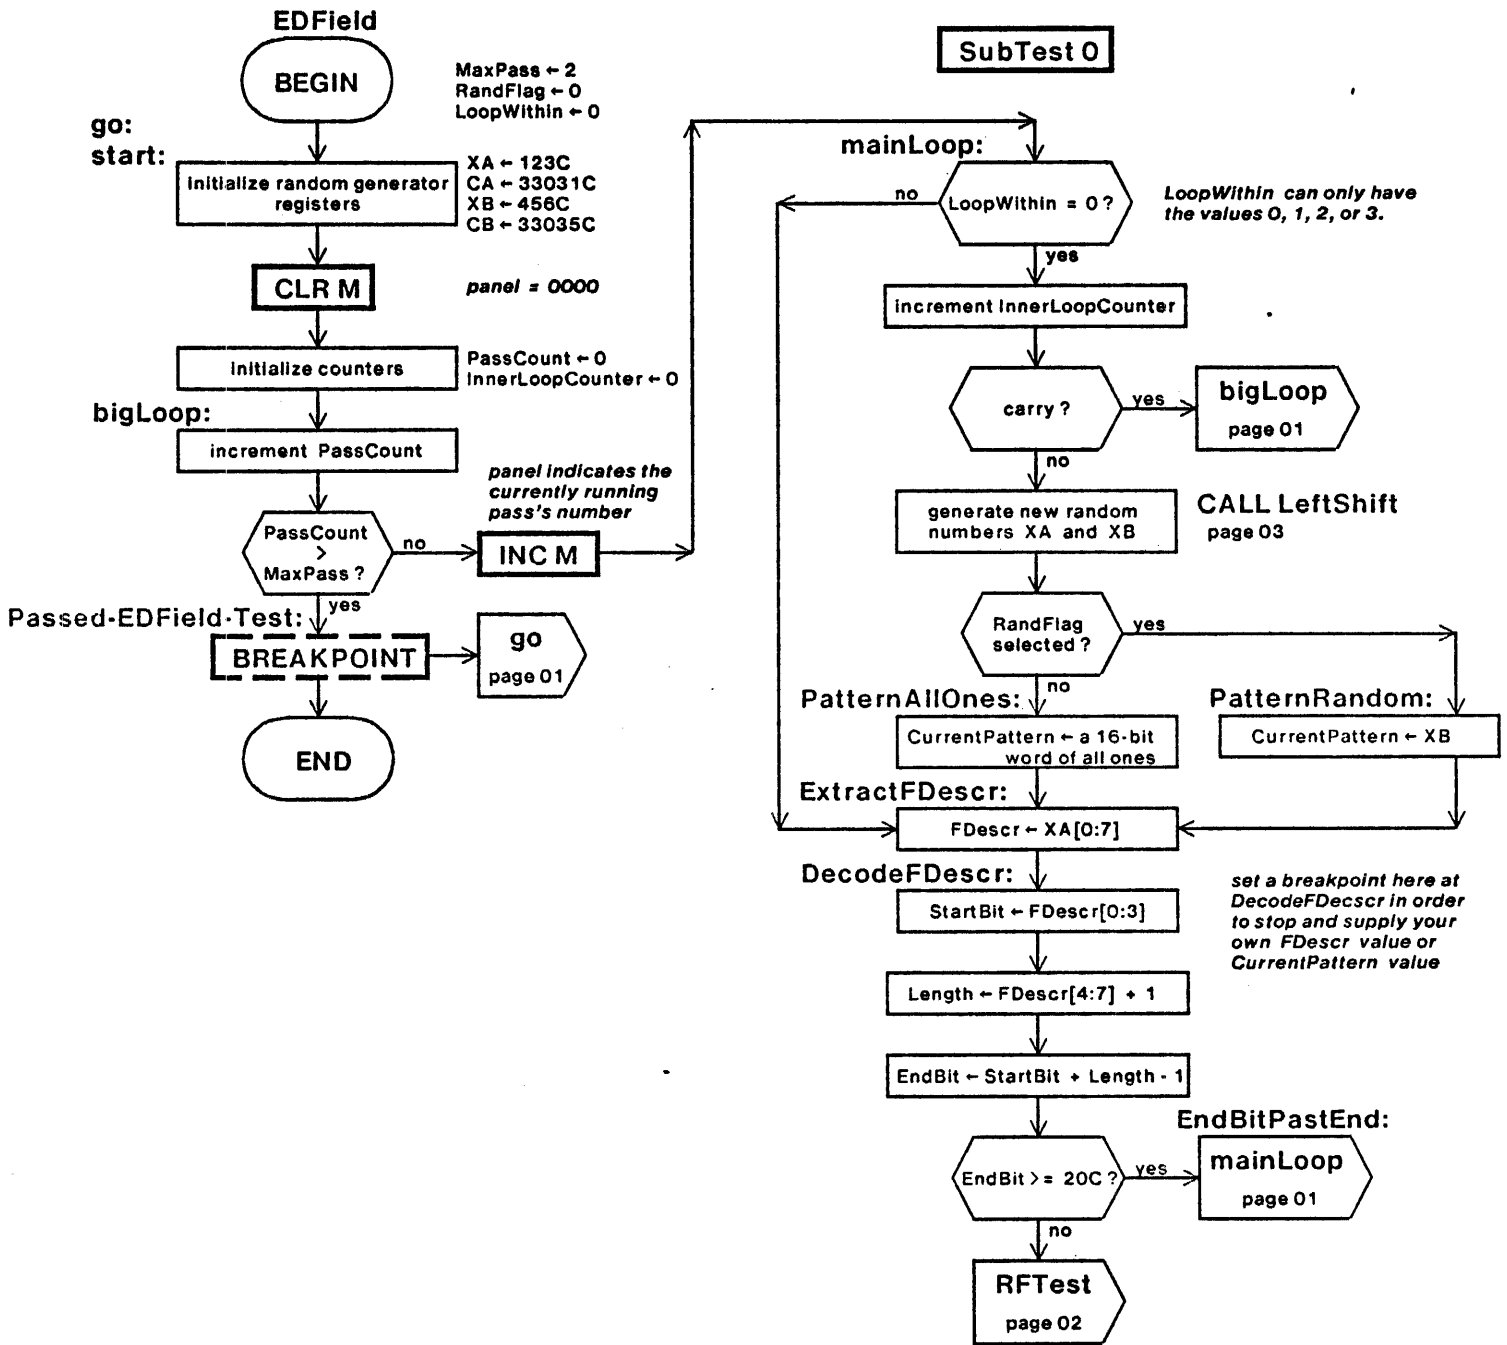 EDField
BEGIN
MaxPass ← 2
RandFlag ← 0
LoopWithin ← 0
go:
start:
initialize random generator
registers
XA ← 123C
CA ← 33031C
XB ← 456C
CB ← 33035C
CLR M
panel = 0000
initialize counters
PassCount ← 0
InnerLoopCounter ← 0
bigLoop:
increment PassCount
PassCount
>
MaxPass ?
no
yes
panel indicates the
currently running
pass's number
INC M
Passed-EDField-Test:
BREAKPOINT
go
page 01
END
SubTest 0
mainLoop:
LoopWithin = 0 ?
no
yes
LoopWithin can only have
the values 0, 1, 2, or 3.
increment InnerLoopCounter
carry ?
yes
no
bigLoop
page 01
generate new random
numbers XA and XB
CALL LeftShift
page 03
RandFlag
selected ?
yes
no
PatternAllOnes:
CurrentPattern ← a 16-bit
word of all ones
PatternRandom:
CurrentPattern ← XB
ExtractFDescr:
FDescr ← XA[0:7]
DecodeFDescr:
StartBit ← FDescr[0:3]
set a breakpoint here at
DecodeFDecscr in order
to stop and supply your
own FDescr value or
CurrentPattern value
Length ← FDescr[4:7] + 1
EndBit ← StartBit + Length - 1
EndBit >= 20C ?
yes
no
EndBitPastEnd:
mainLoop
page 01
RFTest
page 02